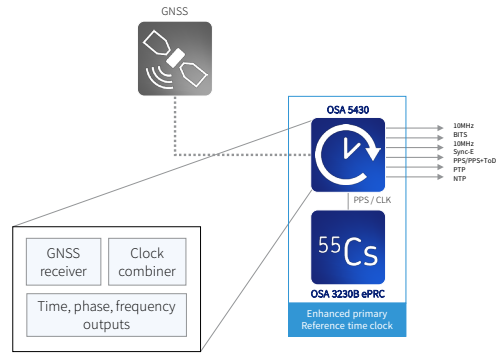 GNSS
OSA 5430
10MHz
BITS
10MHz
Sync-E
PPS/PPS+ToD
PTP
NTP
PPS / CLK
55Cs
OSA 3230B ePRC
Enhanced primary
Reference time clock
GNSS
receiver
Clock
combiner
Time, phase, frequency
outputs